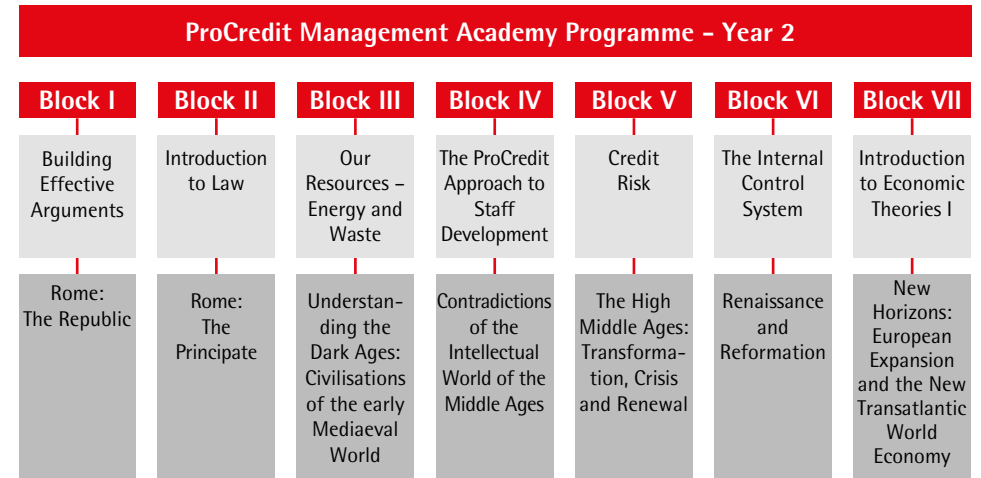 ProCredit Management Academy Programme – Year 2
Block I
Block II
Block III
Block IV
Block V
Block VI
Block VII
Building
Effective
Arguments
Introduction
to Law
Our
Resources –
Energy and
Waste
The ProCredit
Approach to
Staff
Development
Credit
Risk
The Internal
Control
System
Introduction
to Economic
Theories I
Rome:
The Republic
Rome:
The
Principate
Understan-
ding the
Dark Ages:
Civilisations
of the early
Mediaeval
World
Contradictions
of the
Intellectual
World of the
Middle Ages
The High
Middle Ages:
Transforma-
tion, Crisis
and Renewal
Renaissance
and
Reformation
New
Horizons:
European
Expansion
and the New
Transatlantic
World
Economy